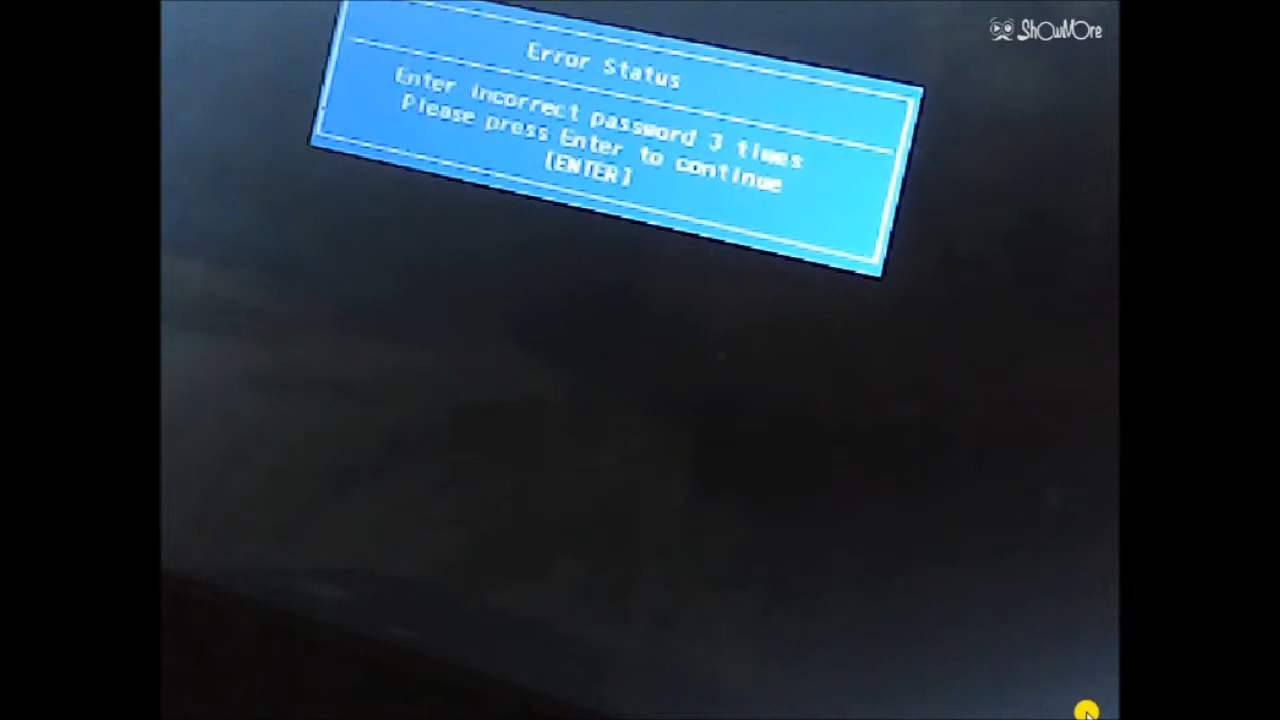 ShowMore
Error Status
Enter incorrect password 3 times
Please press Enter to continue
[ENTER]